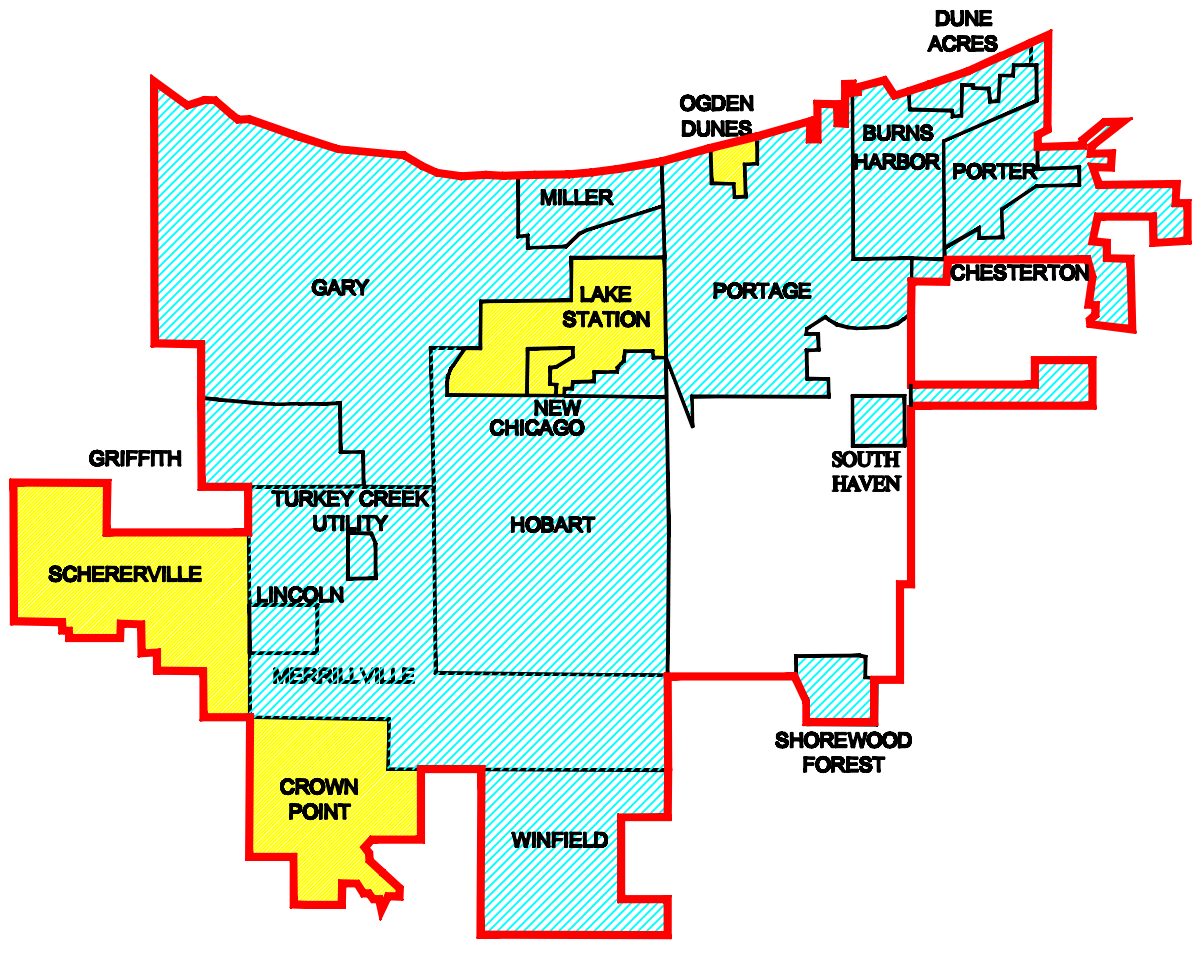 DUNE
ACRES
OGDEN
DUNES
BURNS
HARBOR
PORTER
MILLER
CHESTERTON
GARY
LAKE
STATION
PORTAGE
NEW
CHICAGO
GRIFFITH
SOUTH
HAVEN
TURKEY CREEK
UTILITY
HOBART
SCHERERVILLE
LINCOLN
MERRILLVILLE
SHOREWOOD
FOREST
CROWN
POINT
WINFIELD